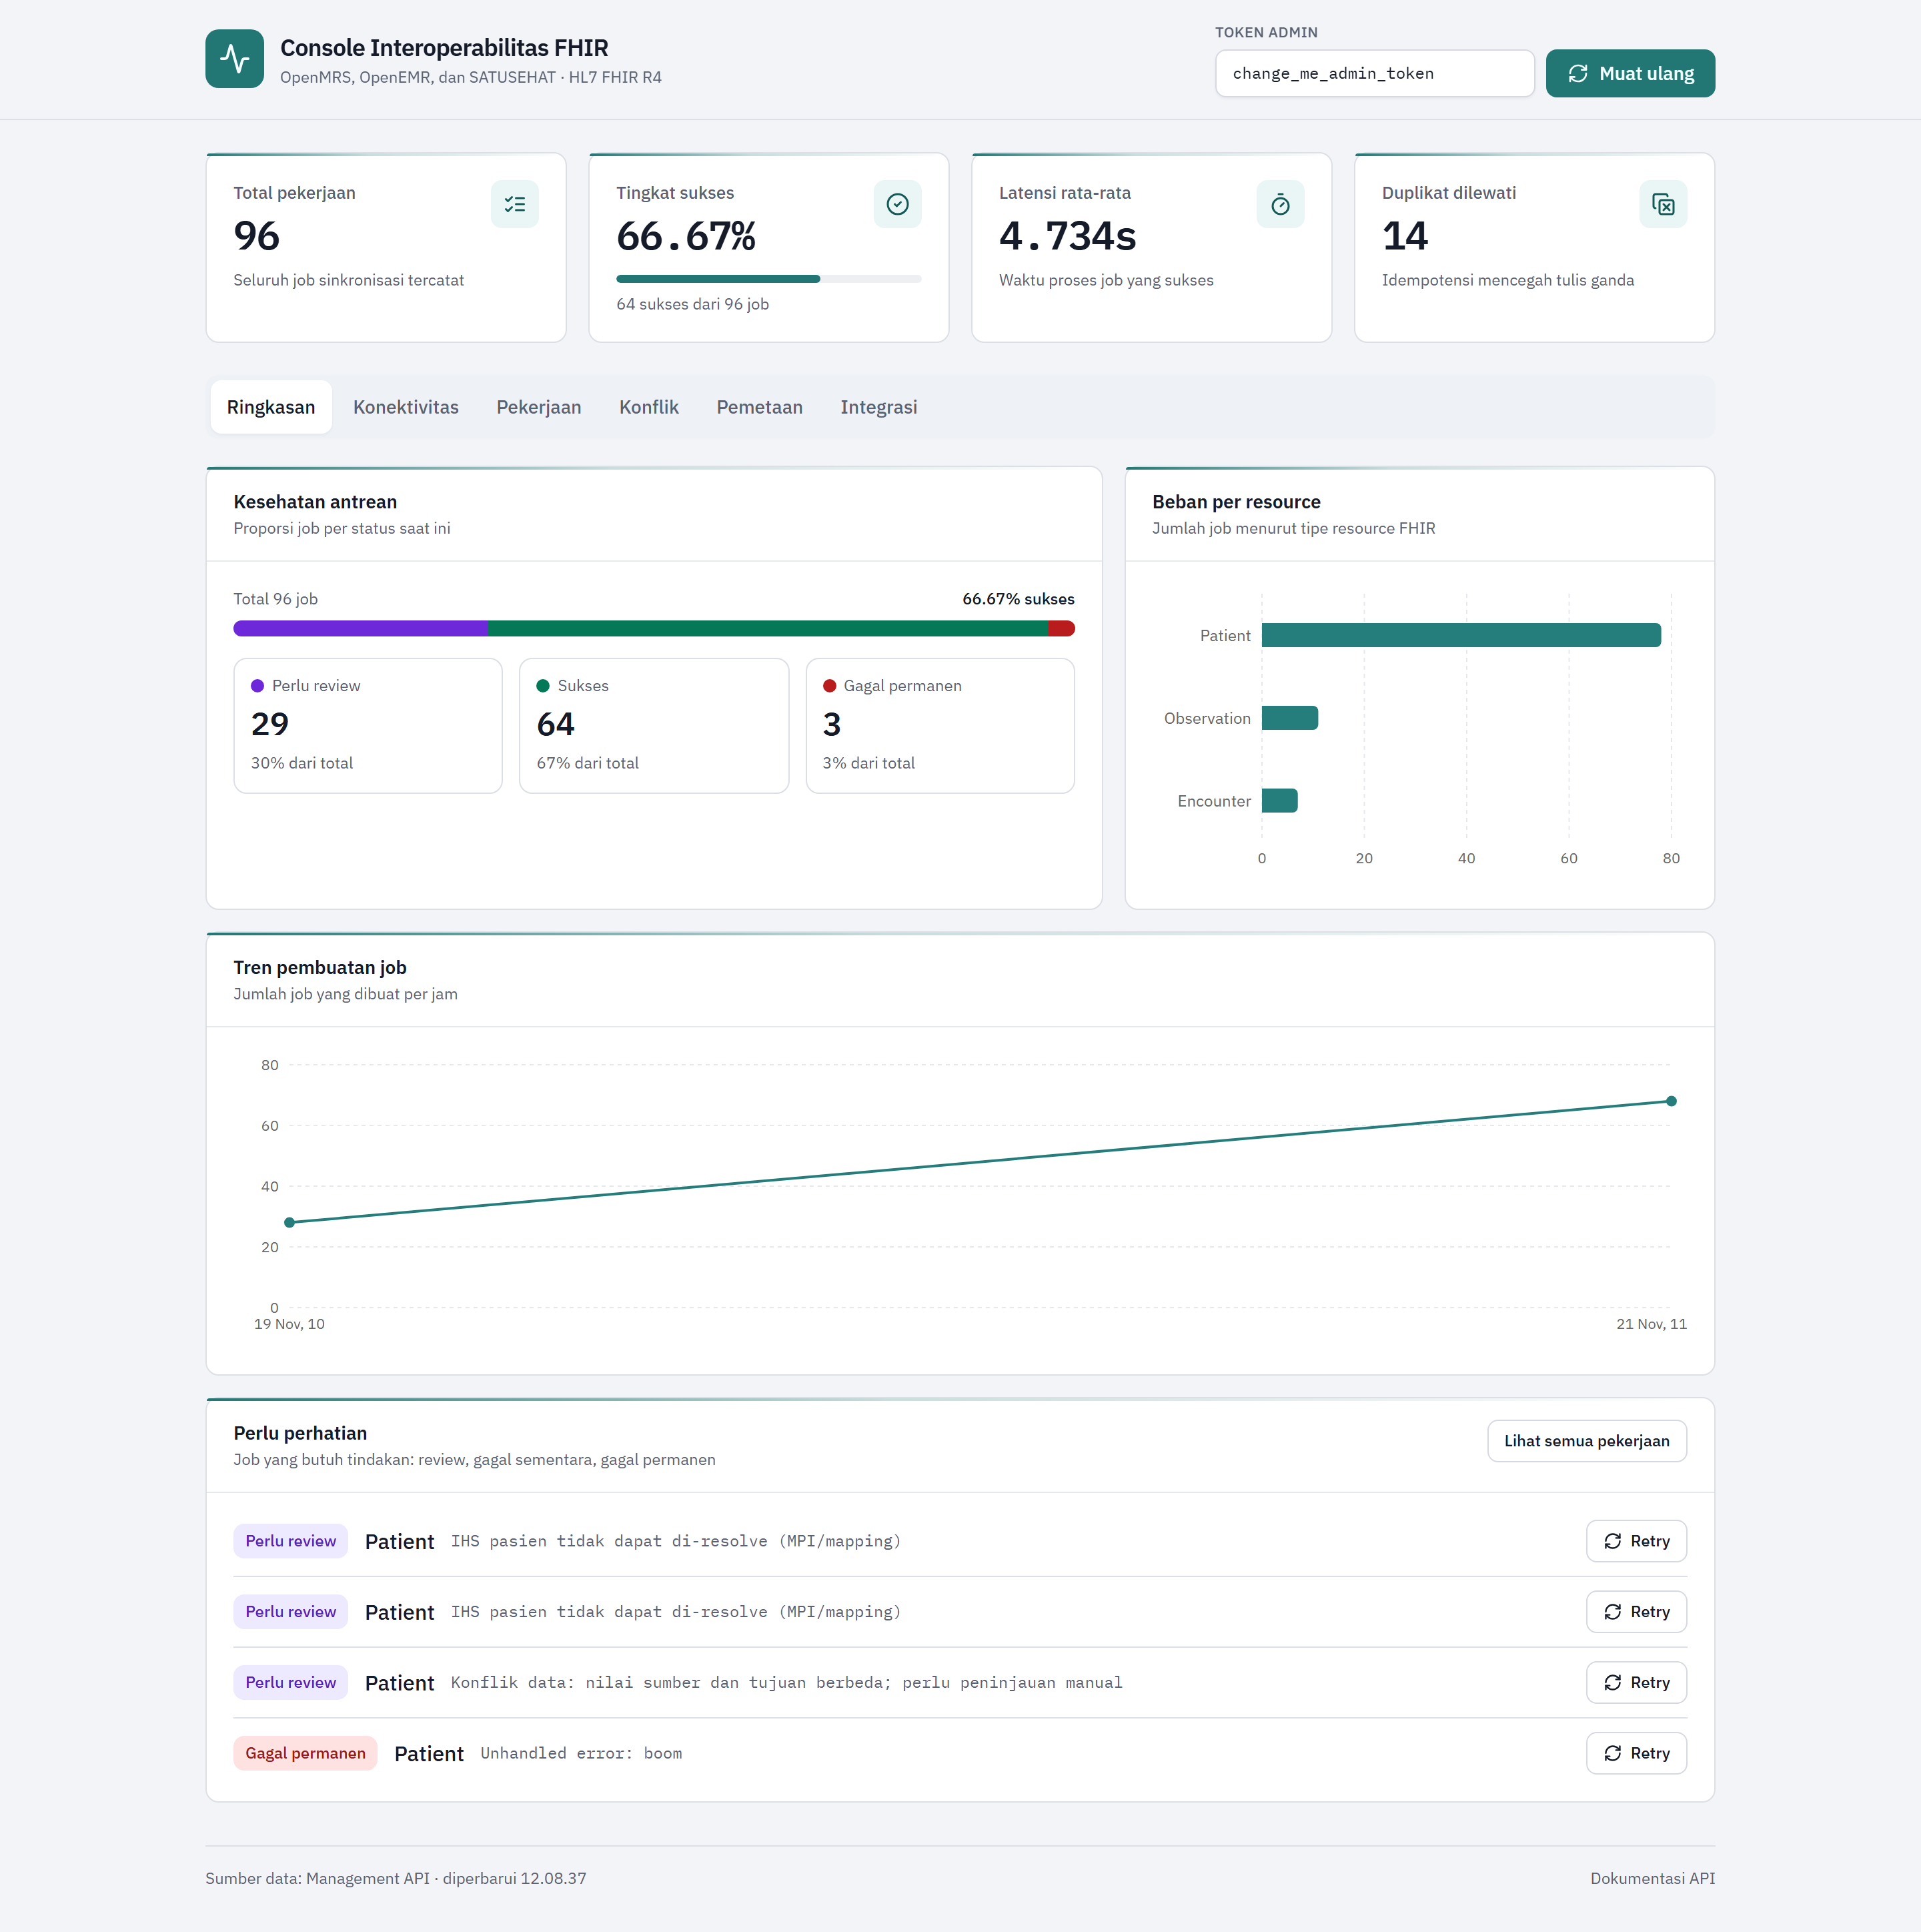 Console Interoperabilitas FHIR
OpenMRS, OpenEMR, dan SATUSEHAT · HL7 FHIR R4
TOKEN ADMIN
change_me_admin_token
Muat ulang
Total pekerjaan
96
Seluruh job sinkronisasi tercatat
Tingkat sukses
66.67%
64 sukses dari 96 job
Latensi rata-rata
4.734s
Waktu proses job yang sukses
Duplikat dilewati
14
Idempotensi mencegah tulis ganda
Ringkasan
Konektivitas
Pekerjaan
Konflik
Pemetaan
Integrasi
Kesehatan antrean
Proporsi job per status saat ini
Total 96 job
66.67% sukses
Perlu review
29
30% dari total
Sukses
64
67% dari total
Gagal permanen
3
3% dari total
Beban per resource
Jumlah job menurut tipe resource FHIR
Patient
Observation
Encounter
0 20 40 60 80
Tren pembuatan job
Jumlah job yang dibuat per jam
80
60
40
20
0
19 Nov, 10
21 Nov, 11
Perlu perhatian
Job yang butuh tindakan: review, gagal sementara, gagal permanen
Lihat semua pekerjaan
Perlu review Patient IHS pasien tidak dapat di-resolve (MPI/mapping) Retry
Perlu review Patient IHS pasien tidak dapat di-resolve (MPI/mapping) Retry
Perlu review Patient Konflik data: nilai sumber dan tujuan berbeda; perlu peninjauan manual Retry
Gagal permanen Patient Unhandled error: boom Retry
Sumber data: Management API · diperbarui 12.08.37
Dokumentasi API